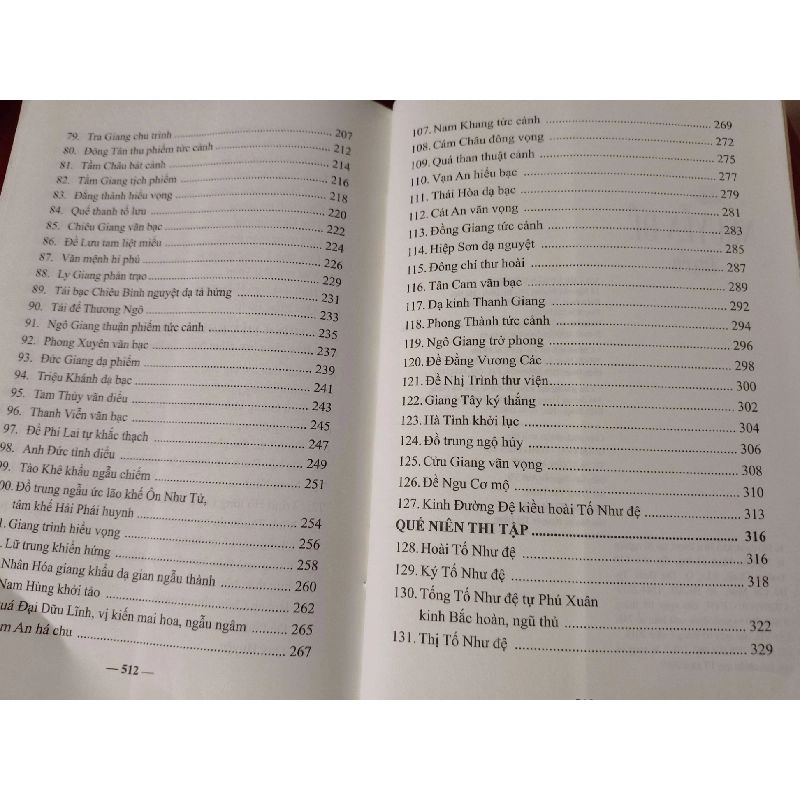 79. Tra Giang chu trình ........ 207
80. Đông Tân thu phiếm tức cảnh ........ 212
81. Tầm Châu bát cảnh ........ 214
82. Tầm Giang tịch phiếm ........ 216
83. Đằng thành hiểu vọng ........ 218
84. Quế thanh tố lưu ........ 220
85. Chiêu Giang vãn bạc ........ 222
86. Đề Lưu tam liệt miếu ........ 224
87. Văn mệnh hỉ phú ........ 226
88. Ly Giang phản trạo ........ 229
89. Tái bạc Chiêu Bình nguyệt dạ tả hứng ........ 231
90. Tái đề Thương Ngô ........ 233
91. Ngô Giang thuận phiếm tức cảnh ........ 235
92. Phong Xuyên vãn bạc ........ 237
93. Đức Giang dạ phiếm ........ 239
94. Triệu Khánh dạ bạc ........ 241
95. Tam Thủy vãn diểu ........ 243
96. Thanh Viễn vãn bạc ........ 245
97. Đề Phi Lai tự khắc thạch ........ 247
98. Anh Đức tình diểu ........ 249
99. Tào Khê khẩu ngẫu chiếm ........ 251
00. Đồ trung ngẫu ức lão khế Ôn Như Tử,
tâm khế Hải Phái huynh ........ 254
1. Giang trình hiểu vọng ........ 256
. Lữ trung khiển hứng ........ 258
Nhân Hóa giang khẩu dạ gian ngẫu thành ........ 260
Nam Hùng khởi tảo ........ 262
uá Đại Dữu Lĩnh, vị kiến mai hoa, ngẫu ngâm ........ 265
m An há chu ........ 267
— 512 —
107. Nam Khang tức cảnh ........ 269
108. Cám Châu đông vọng ........ 272
109. Quá than thuật cảnh ........ 275
110. Vạn An hiểu bạc ........ 277
111. Thái Hòa dạ bạc ........ 279
112. Cát An vãn vọng ........ 281
113. Đồng Giang tức cảnh ........ 283
114. Hiệp Sơn dạ nguyệt ........ 285
115. Đông chí thư hoài ........ 287
116. Tân Cam vãn bạc ........ 289
117. Dạ kinh Thanh Giang ........ 292
118. Phong Thành tức cảnh ........ 294
119. Ngô Giang trở phong ........ 296
120. Đề Đằng Vương Các ........ 298
121. Đề Nhị Trình thư viện ........ 300
122. Giang Tây ký thắng ........ 302
123. Hà Tinh khởi lục ........ 304
124. Đồ trung ngộ hủy ........ 306
125. Cửu Giang vãn vọng ........ 308
126. Đề Ngu Cơ mộ ........ 310
127. Kinh Đường Đệ kiều hoài Tố Như đệ ........ 313
QUẾ NIÊN THI TẬP ........ 316
128. Hoài Tố Như đệ ........ 316
129. Ký Tố Như đệ ........ 318
130. Tống Tố Như đệ tự Phú Xuân
kinh Bắc hoàn, ngũ thủ ........ 322
131. Thị Tố Như đệ ........ 329